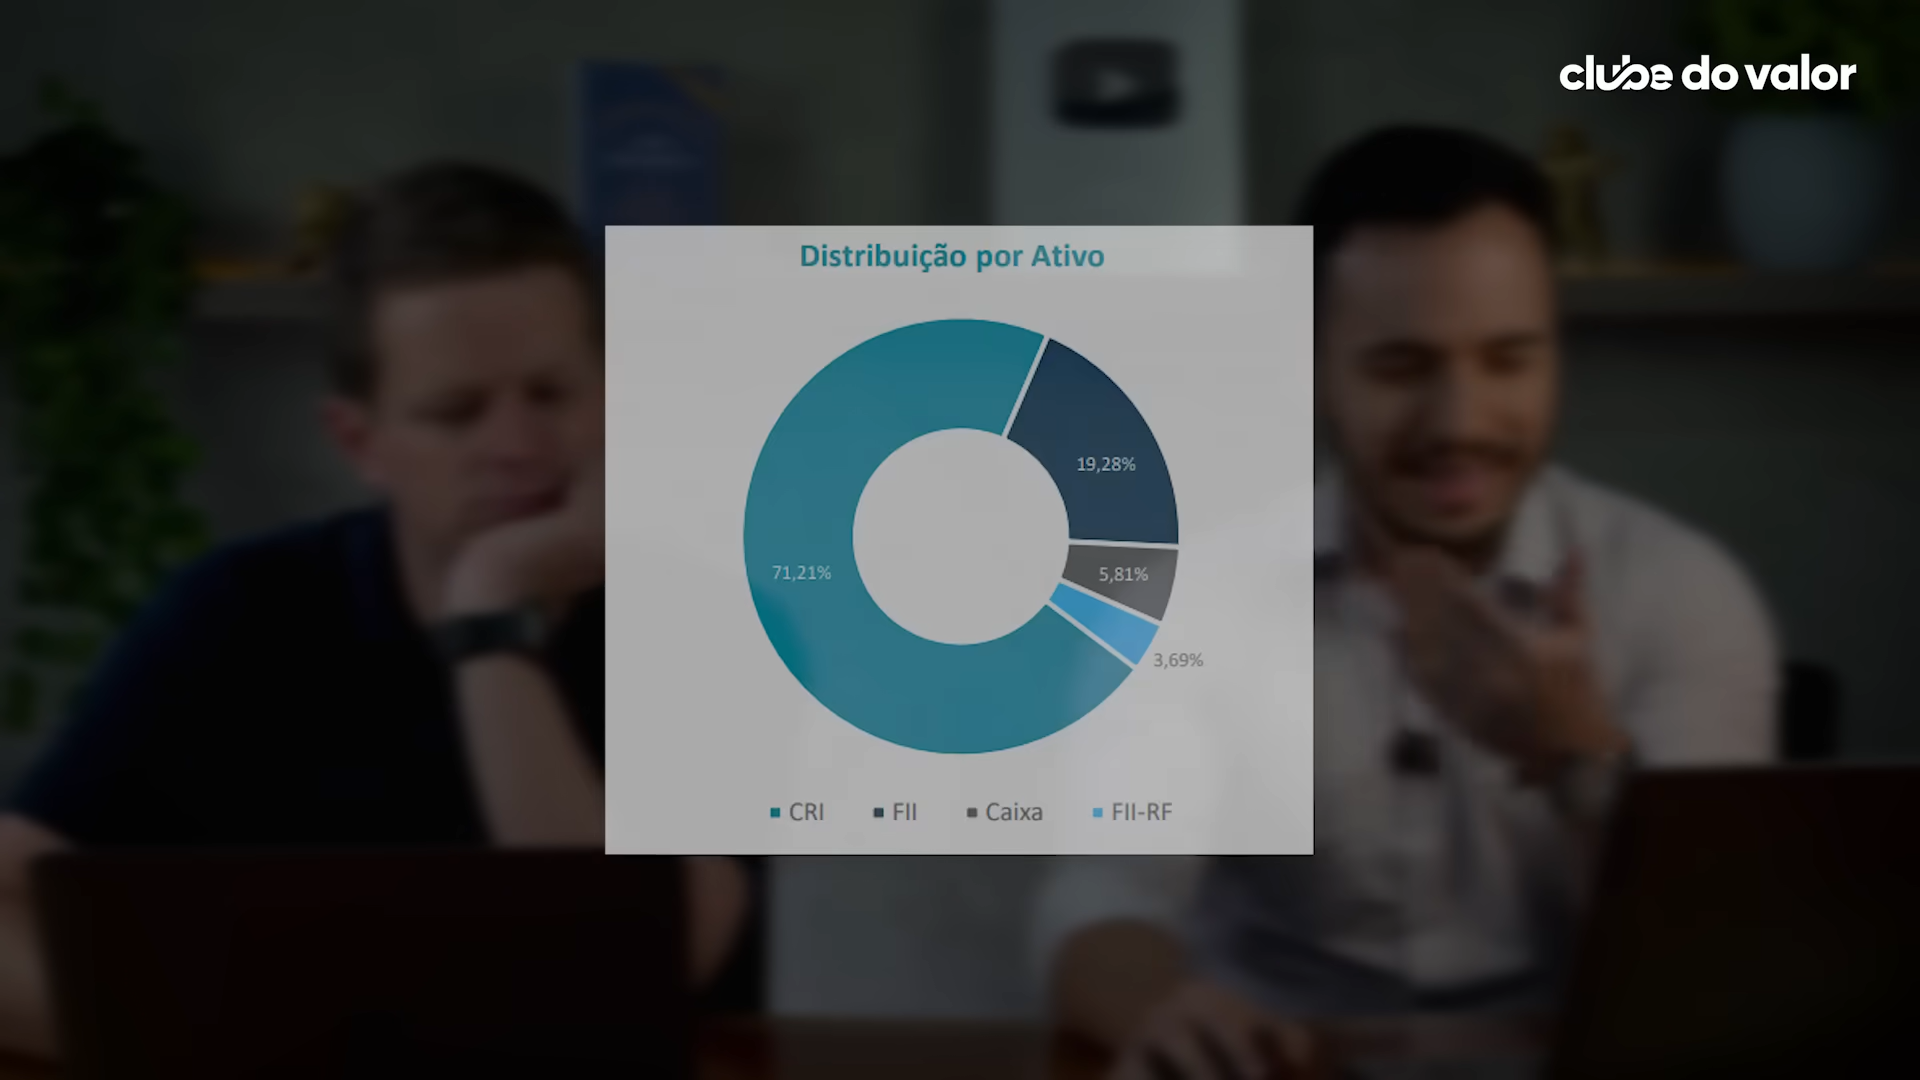 clube do valor
Distribuição por Ativo
19,28%
71,21%
5,81%
3,69%
CRI FII Caixa FII-RF